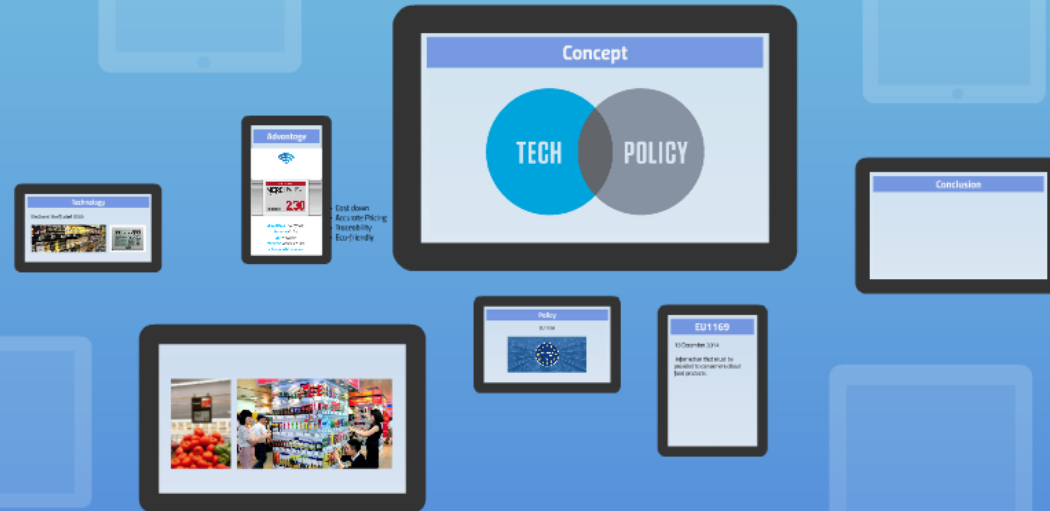 Concept
TECH POLICY
Advantage
230
Cost down
Accurate Pricing
Traceability
Eco-friendly
Technology
Conclusion
Policy
EU1169
13 December 2014
Information that must be
provided to consumers about
food products.